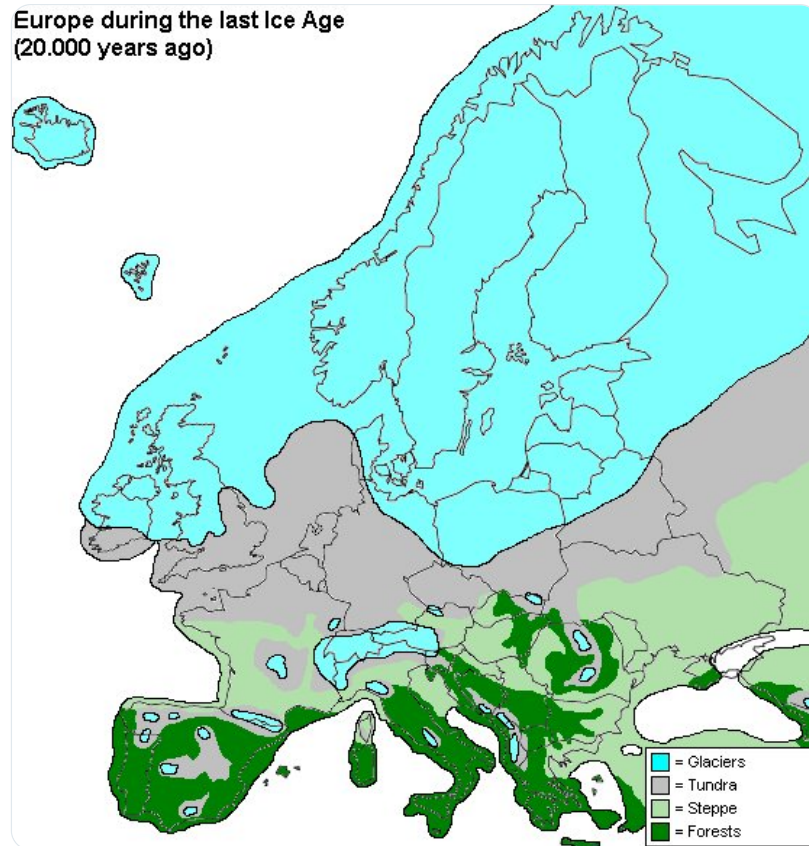 Europe during the last Ice Age
(20.000 years ago)
= Glaciers
= Tundra
= Steppe
= Forests